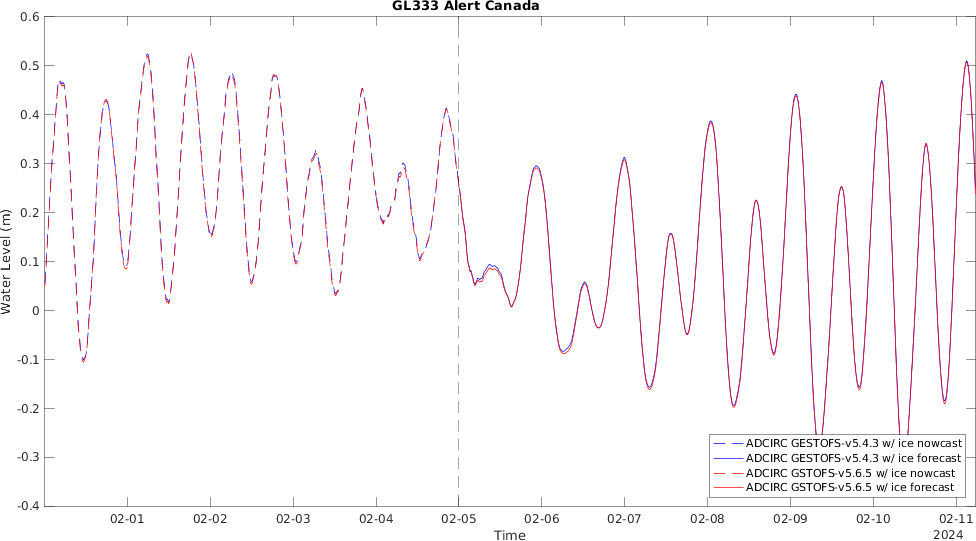 GL333 Alert Canada
Water Level (m)
0.6
0.5
0.4
0.3
0.2
0.1
0
-0.1
-0.2
-0.3
-0.4
ADCIRC GESTOFS-v5.4.3 w/ ice nowcast
ADCIRC GESTOFS-v5.4.3 w/ ice forecast
ADCIRC GSTOFS-v5.6.5 w/ ice nowcast
ADCIRC GSTOFS-v5.6.5 w/ ice forecast
02-01 02-02 02-03 02-04 02-05 02-06 02-07 02-08 02-09 02-10 02-11
Time
2024